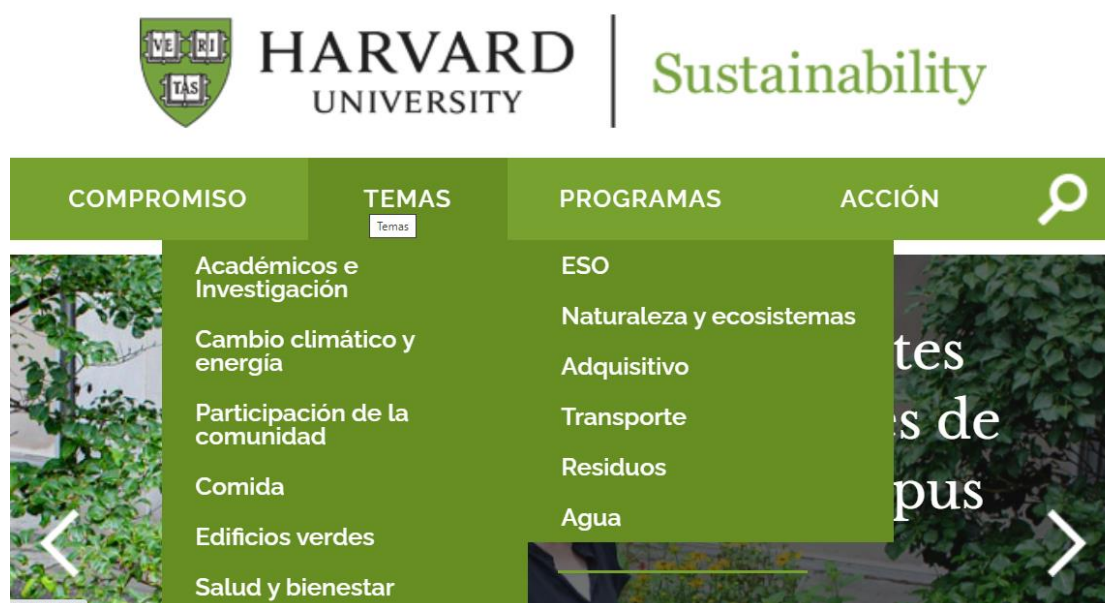 VE RI
TAS
HARVARD
UNIVERSITY
Sustainability
COMPROMISO TEMAS PROGRAMAS ACCIÓN
Temas
Académicos e
Investigación
Cambio climático y
energía
Participación de la
comunidad
Comida
Edificios verdes
Salud y bienestar
ESO
Naturaleza y ecosistemas
Adquisitivo
Transporte
Residuos
Agua
tes
s de
pus